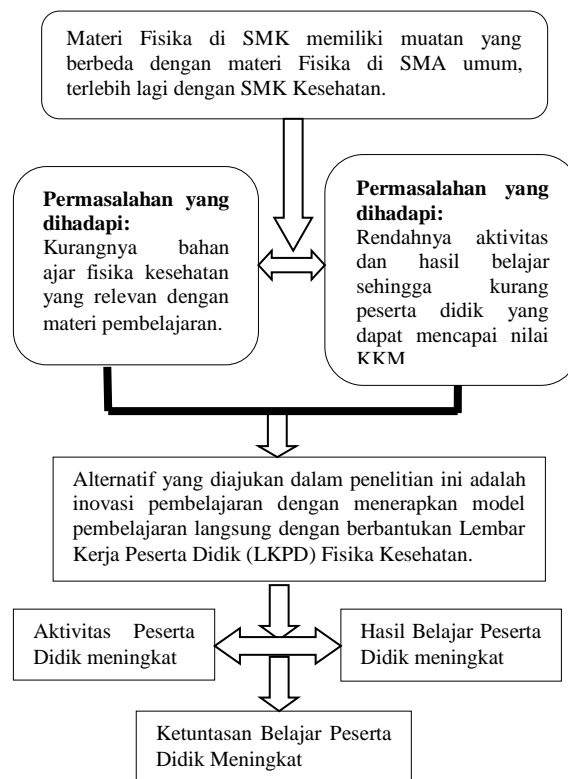 Materi Fisika di SMK memiliki muatan yang
berbeda dengan materi Fisika di SMA umum,
terlebih lagi dengan SMK Kesehatan.
Permasalahan yang
dihadapi:
Kurangnya bahan
ajar fisika kesehatan
yang relevan dengan
materi pembelajaran.
Permasalahan yang
dihadapi:
Rendahnya aktivitas
dan hasil belajar
sehingga kurang
peserta didik yang
dapat mencapai nilai
KKM
Alternatif yang diajukan dalam penelitian ini adalah
inovasi pembelajaran dengan menerapkan model
pembelajaran langsung dengan berbantukan Lembar
Kerja Peserta Didik (LKPD) Fisika Kesehatan.
Aktivitas Peserta
Didik meningkat
Hasil Belajar Peserta
Didik meningkat
Ketuntasan Belajar Peserta
Didik Meningkat